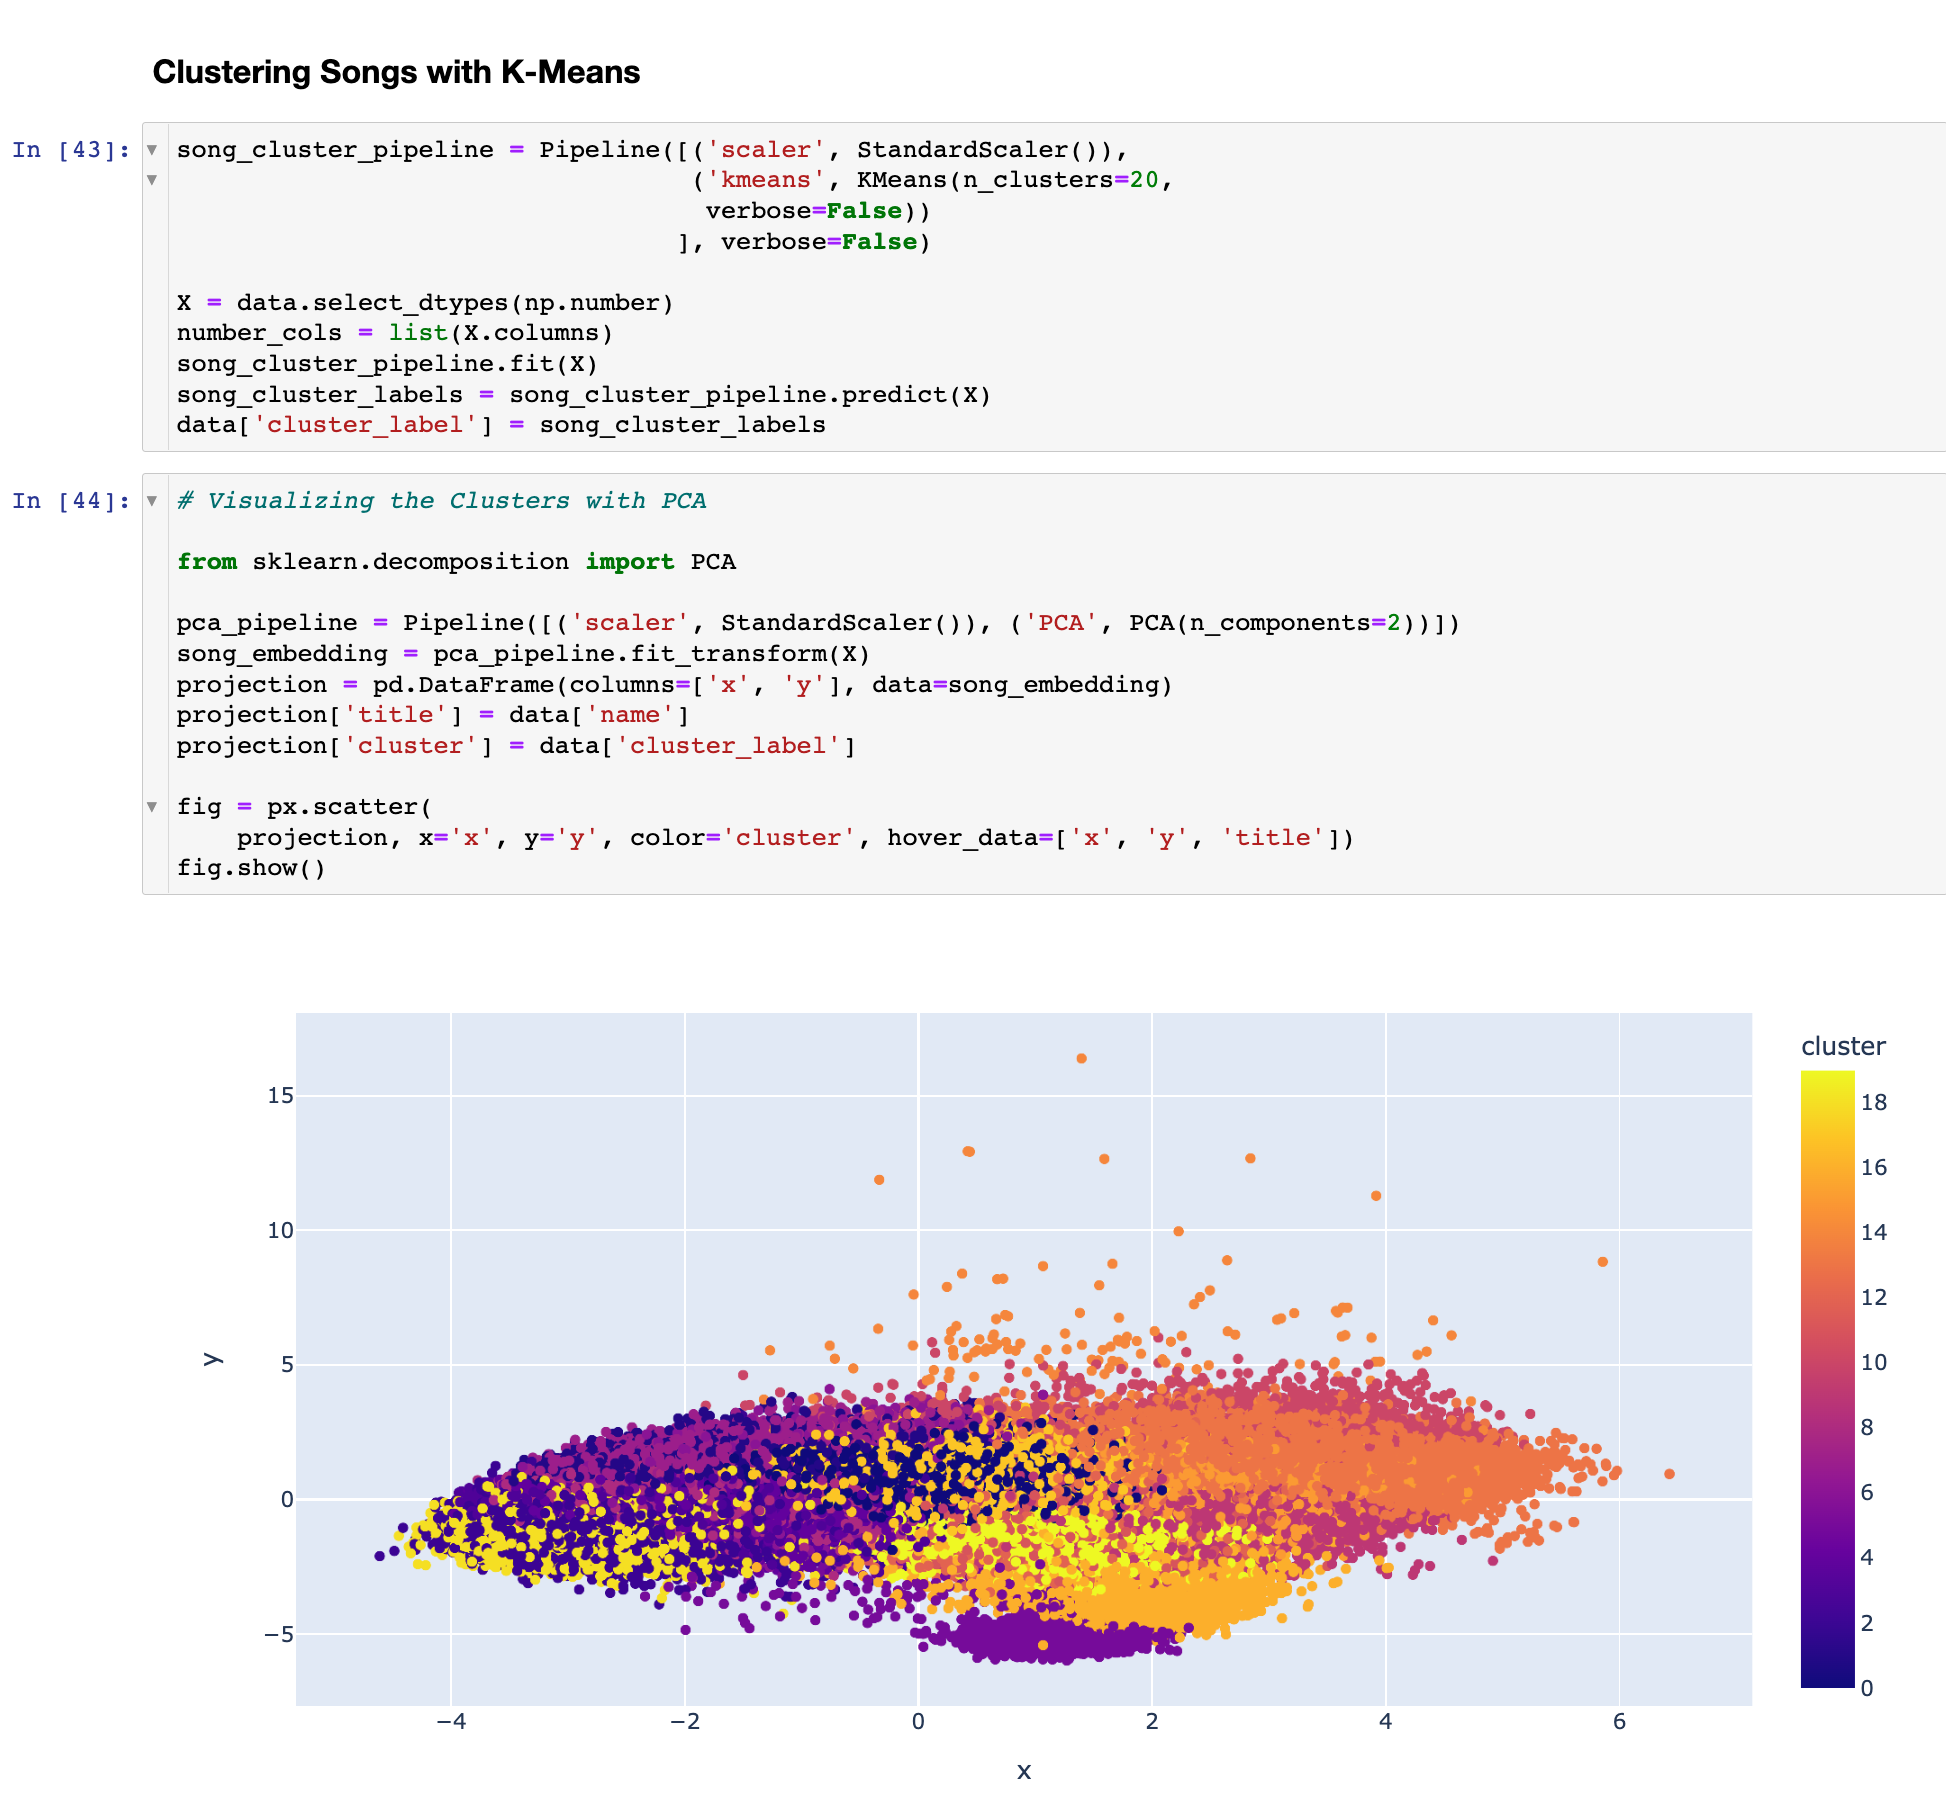 Clustering Songs with K-Means
In [43]: song_cluster_pipeline = Pipeline([('scaler', StandardScaler()),
('kmeans', KMeans(n_clusters=20,
verbose=False))
], verbose=False)
X = data.select_dtypes(np.number)
number_cols = list(X.columns)
song_cluster_pipeline.fit(X)
song_cluster_labels = song_cluster_pipeline.predict(X)
data['cluster_label'] = song_cluster_labels
In [44]: # Visualizing the Clusters with PCA
from sklearn.decomposition import PCA
pca_pipeline = Pipeline([('scaler', StandardScaler()), ('PCA', PCA(n_components=2))])
song_embedding = pca_pipeline.fit_transform(X)
projection = pd.DataFrame(columns=['x', 'y'], data=song_embedding)
projection['title'] = data['name']
projection['cluster'] = data['cluster_label']
fig = px.scatter(
projection, x='x', y='y', color='cluster', hover_data=['x', 'y', 'title'])
fig.show()
15
10
5
0
−5
y
−4
−2
0
2
4
6
x
cluster
18
16
14
12
10
8
6
4
2
0